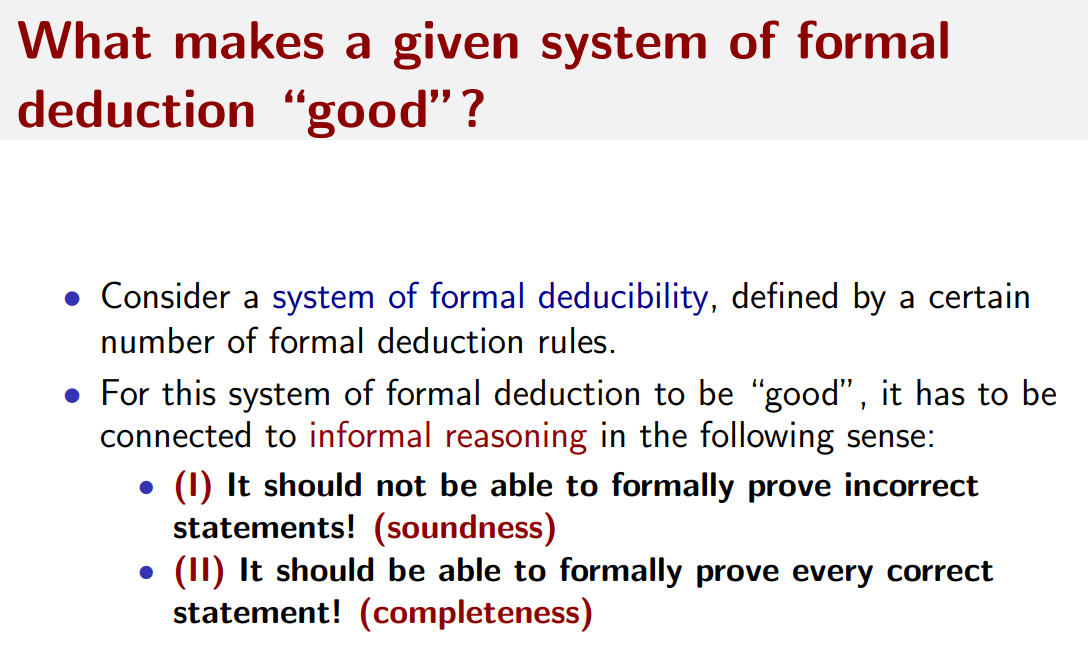 What makes a given system of formal
deduction “good”?
• Consider a system of formal deducibility, defined by a certain
number of formal deduction rules.
• For this system of formal deduction to be “good”, it has to be
connected to informal reasoning in the following sense:
• (I) It should not be able to formally prove incorrect
statements! (soundness)
• (II) It should be able to formally prove every correct
statement! (completeness)